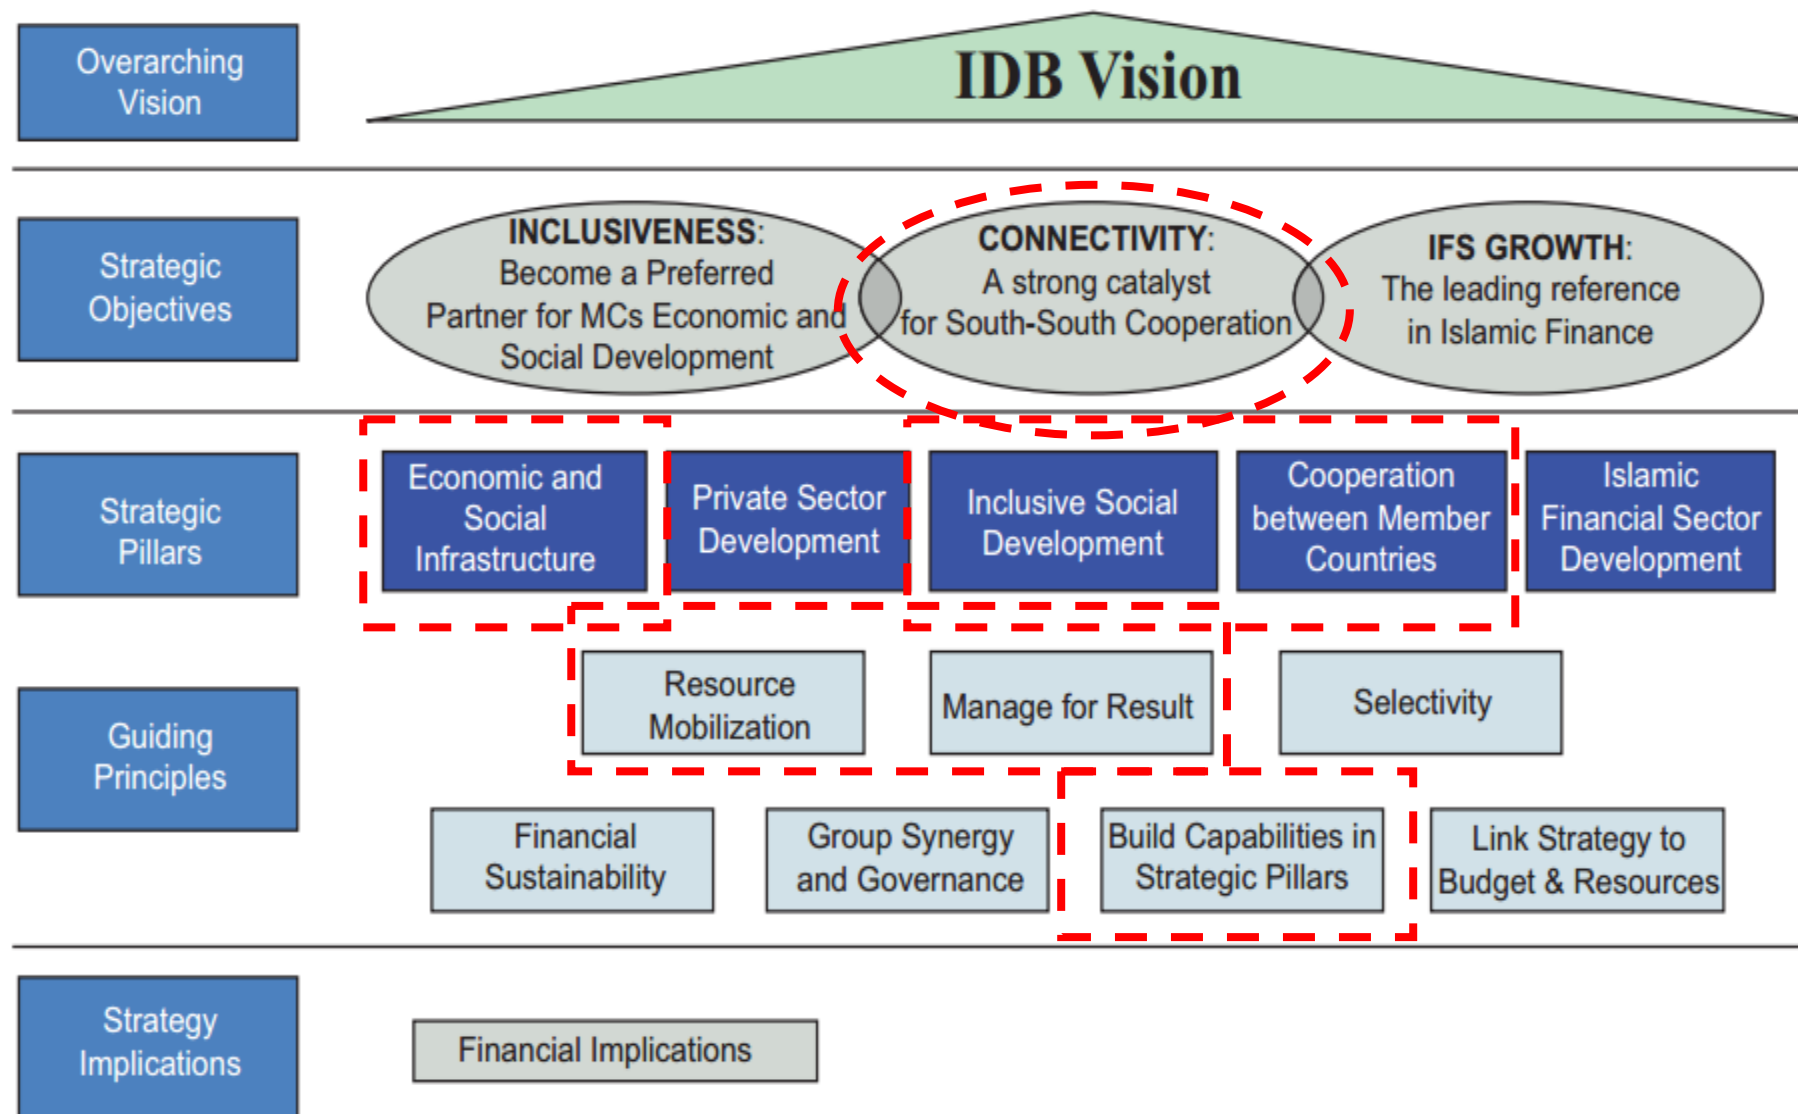 Overarching
Vision
IDB Vision
Strategic
Objectives
INCLUSIVENESS:
Become a Preferred
Partner for MCs Economic and
Social Development
CONNECTIVITY:
A strong catalyst
for South-South Cooperation
IFS GROWTH:
The leading reference
in Islamic Finance
Strategic
Pillars
Economic and
Social
Infrastructure
Private Sector
Development
Inclusive Social
Development
Cooperation
between Member
Countries
Islamic
Financial Sector
Development
Guiding
Principles
Resource
Mobilization
Manage for Result
Selectivity
Financial
Sustainability
Group Synergy
and Governance
Build Capabilities in
Strategic Pillars
Link Strategy to
Budget & Resources
Strategy
Implications
Financial Implications